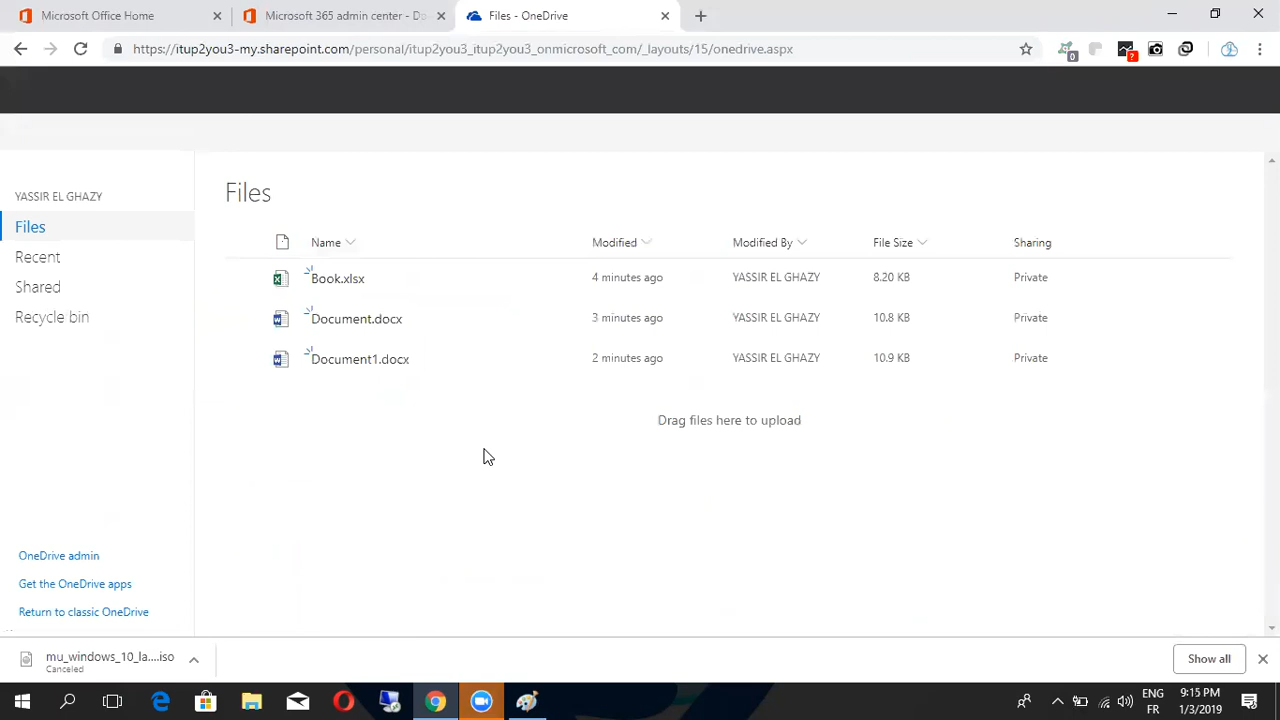 Microsoft Office Home
Microsoft 365 admin center - Do
Files - OneDrive
https://itup2you3-my.sharepoint.com/personal/itup2you3_itup2you3_onmicrosoft_com/_layouts/15/onedrive.aspx
0
?
YASSIR EL GHAZY
Files
Recent
Shared
Recycle bin
OneDrive admin
Get the OneDrive apps
Return to classic OneDrive
Files
Name Modified Modified By File Size Sharing
Book.xlsx 4 minutes ago YASSIR EL GHAZY 8.20 KB Private
Document.docx 3 minutes ago YASSIR EL GHAZY 10.8 KB Private
Document1.docx 2 minutes ago YASSIR EL GHAZY 10.9 KB Private
Drag files here to upload
mu_windows_10_la....iso
Canceled
Show all
ENG
FR
9:15 PM
1/3/2019